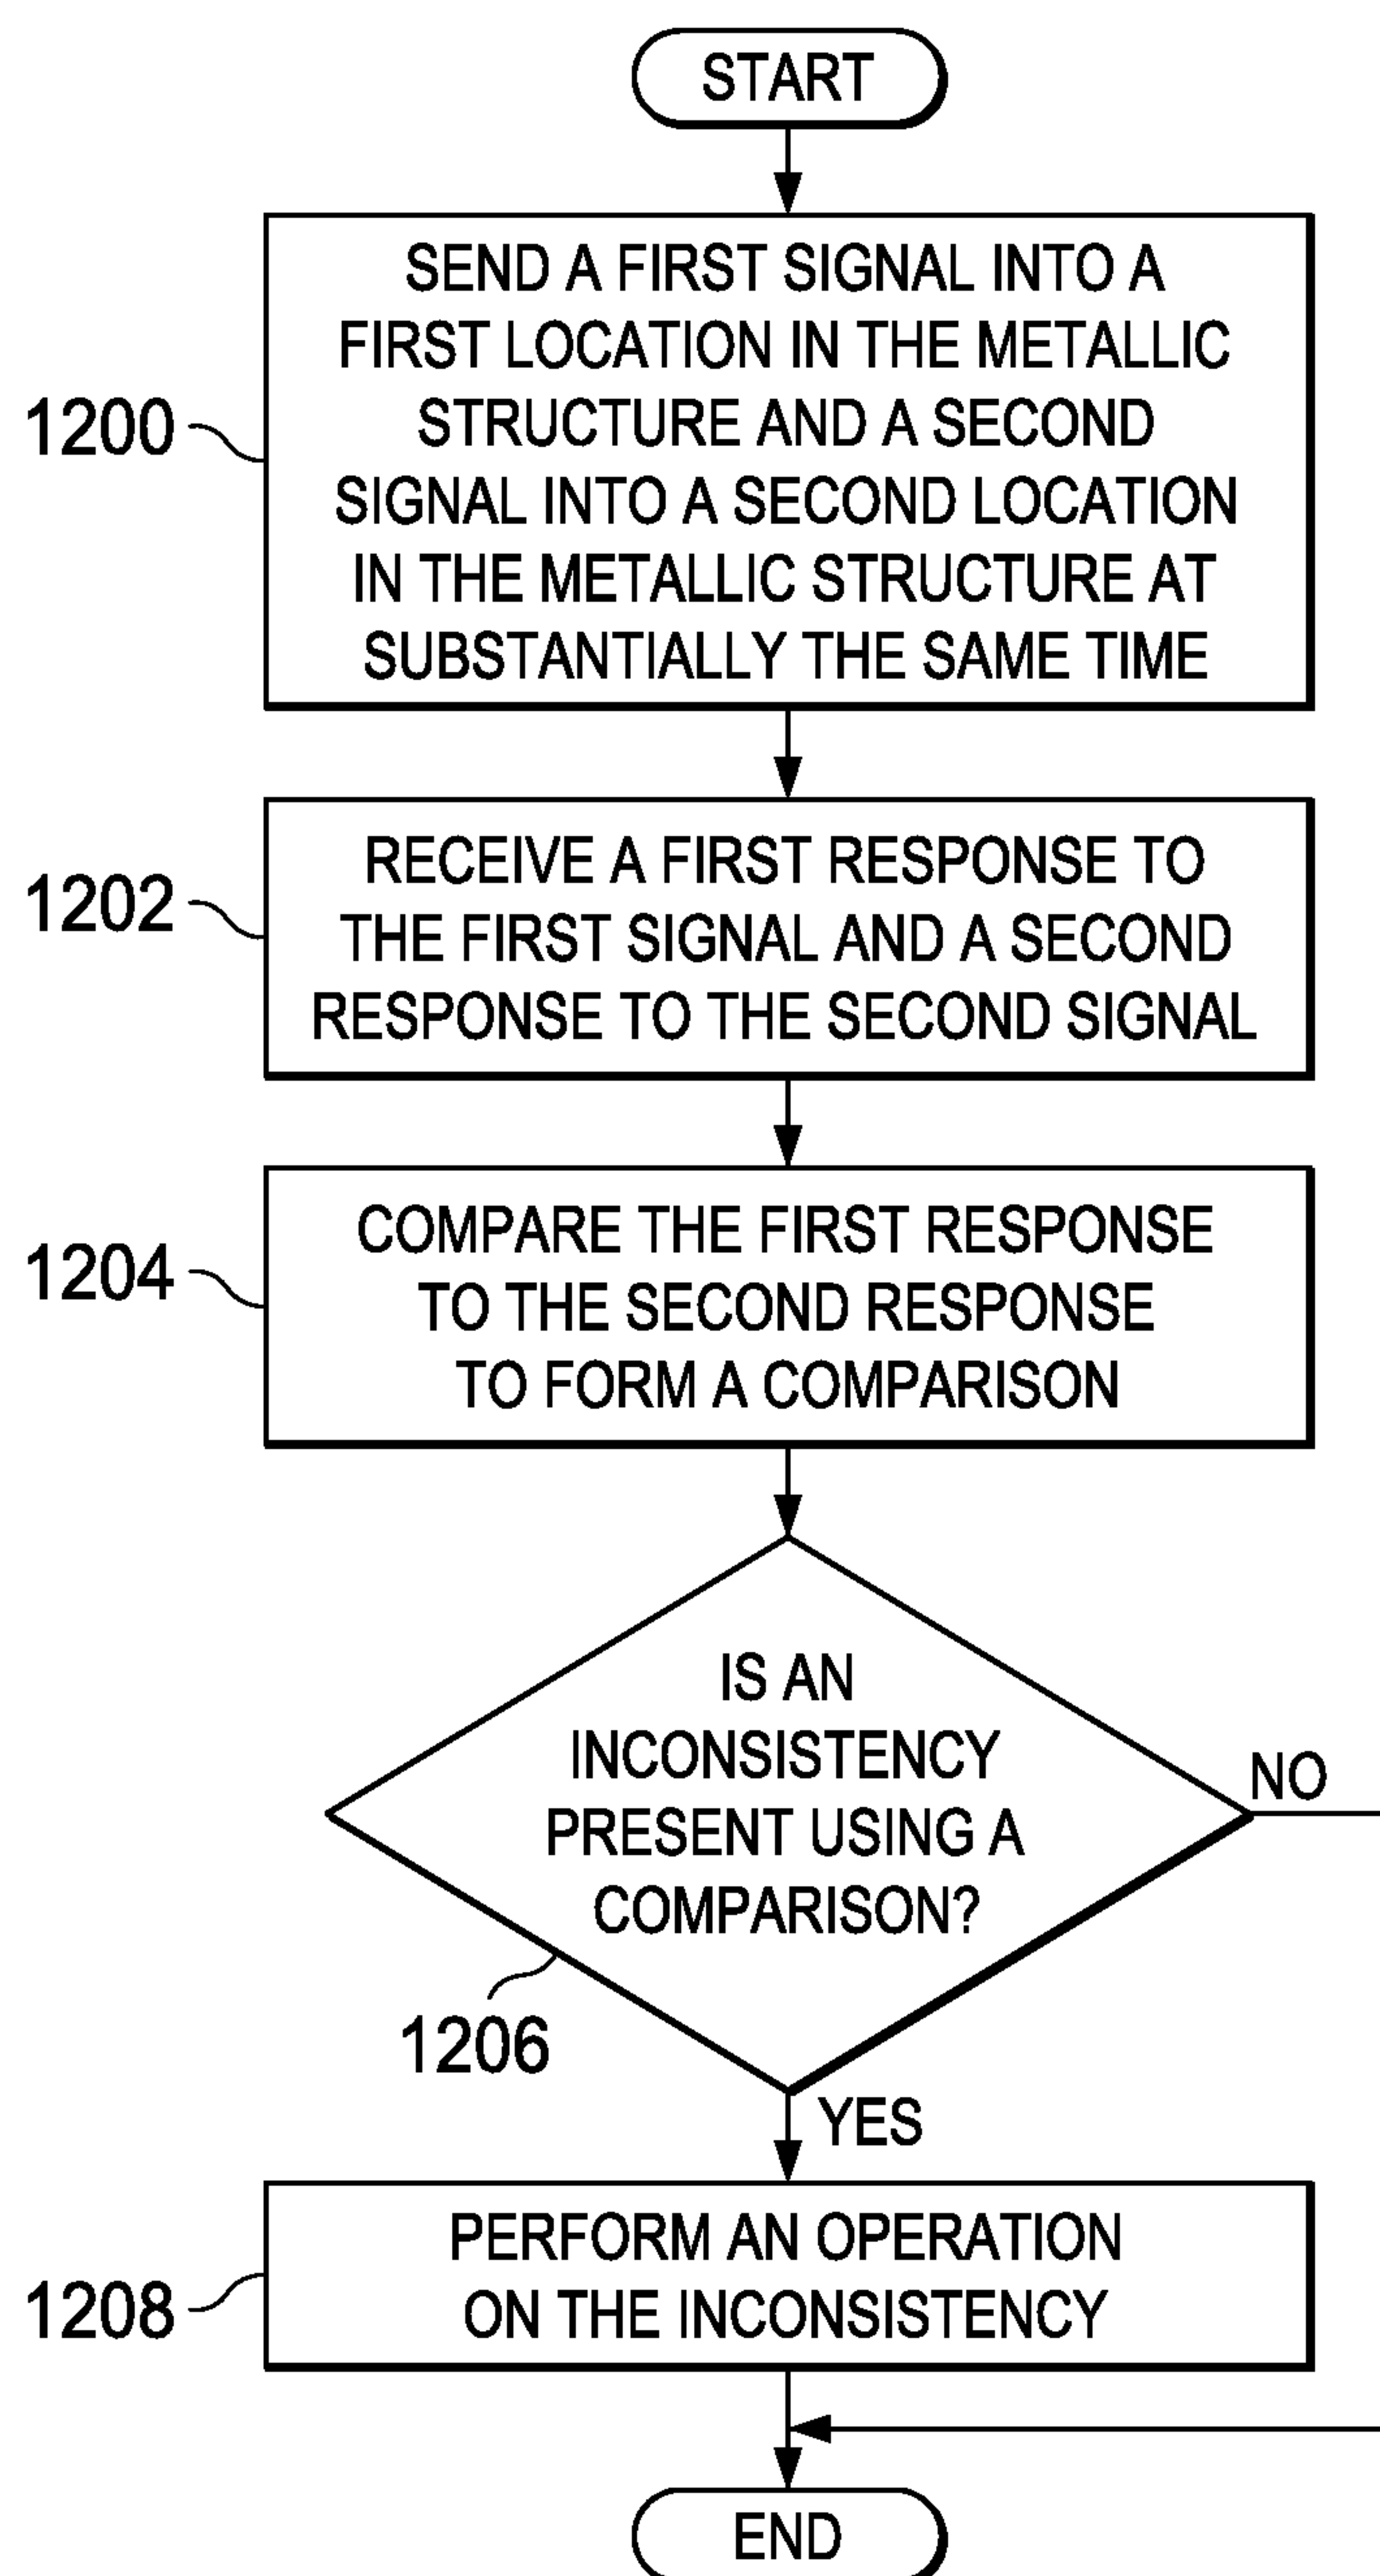 START
SEND A FIRST SIGNAL INTO A
FIRST LOCATION IN THE METALLIC
STRUCTURE AND A SECOND
SIGNAL INTO A SECOND LOCATION
IN THE METALLIC STRUCTURE AT
SUBSTANTIALLY THE SAME TIME
1200
RECEIVE A FIRST RESPONSE TO
THE FIRST SIGNAL AND A SECOND
RESPONSE TO THE SECOND SIGNAL
1202
COMPARE THE FIRST RESPONSE
TO THE SECOND RESPONSE
TO FORM A COMPARISON
1204
IS AN
INCONSISTENCY
PRESENT USING A
COMPARISON?
NO
1206
YES
PERFORM AN OPERATION
ON THE INCONSISTENCY
1208
END